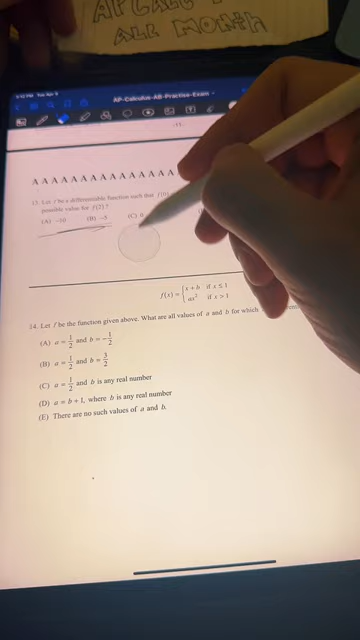 AP CALC
ALL MONTH
AP-Calculus-AB-Practice-Exam
-11-
A A A A A A A A A A A A A A A
13. Let f be a differentiable function such that f(0)
possible value for f(2)?
(A) −10 (B) −5 (C) 0
f(x) = { x + b if x ≤ 1
ax² if x > 1
14. Let f be the function given above. What are all values of a and b for which
(A) a = 1/2 and b = −1/2
(B) a = 1/2 and b = 3/2
(C) a = 1/2 and b is any real number
(D) a = b + 1, where b is any real number
(E) There are no such values of a and b.